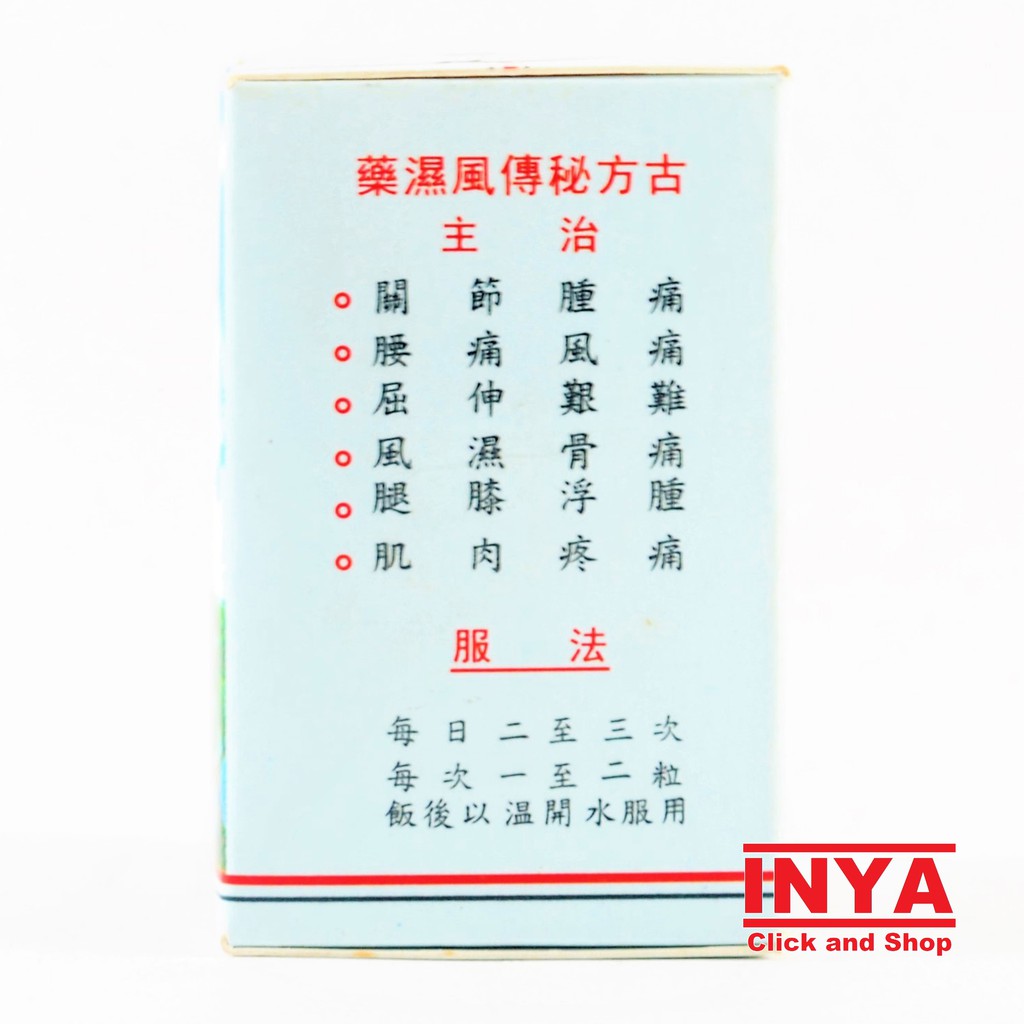 古方秘傳風濕藥
主治
關節腫痛
腰痛風痛
屈伸艱難
風濕骨痛
腿膝浮腫
肌肉疼痛
服法
每日二至三次
每次一至二粒
飯後以温開水服用
INYA
Click and Shop